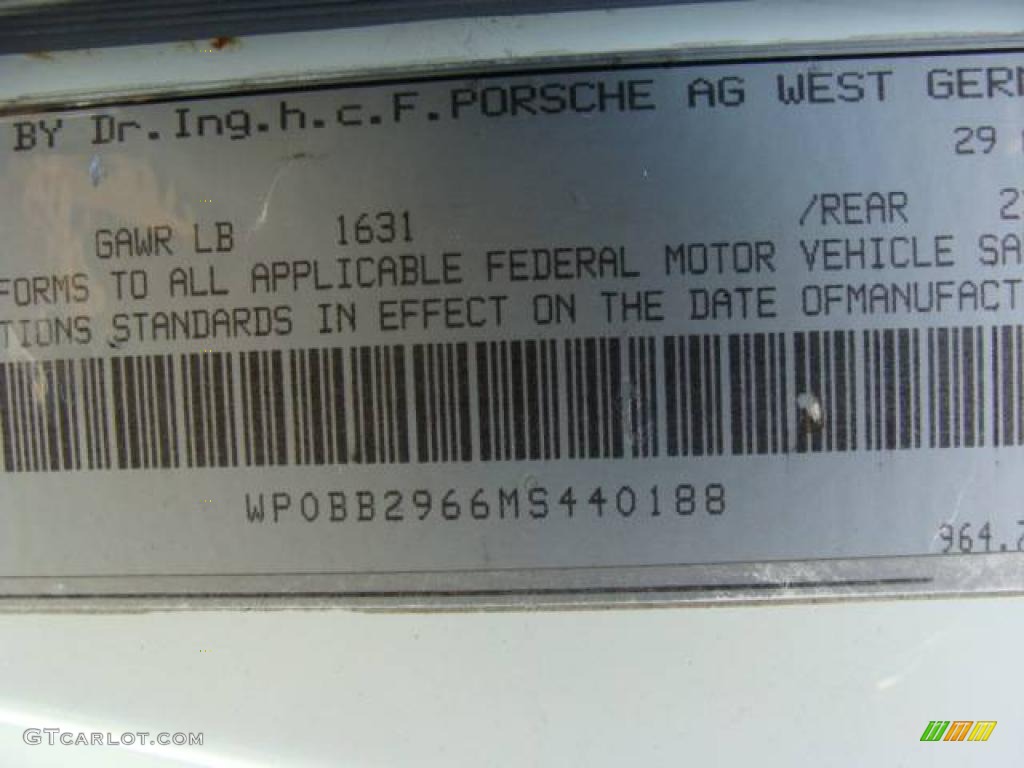 BY Dr.Ing.h.c.F.PORSCHE AG WEST GER
29
GAWR LB 1631 /REAR 2
FORMS TO ALL APPLICABLE FEDERAL MOTOR VEHICLE SA
TIONS STANDARDS IN EFFECT ON THE DATE OFMANUFACT
WP0BB2966MS440188
964.
GTCARLOT.COM